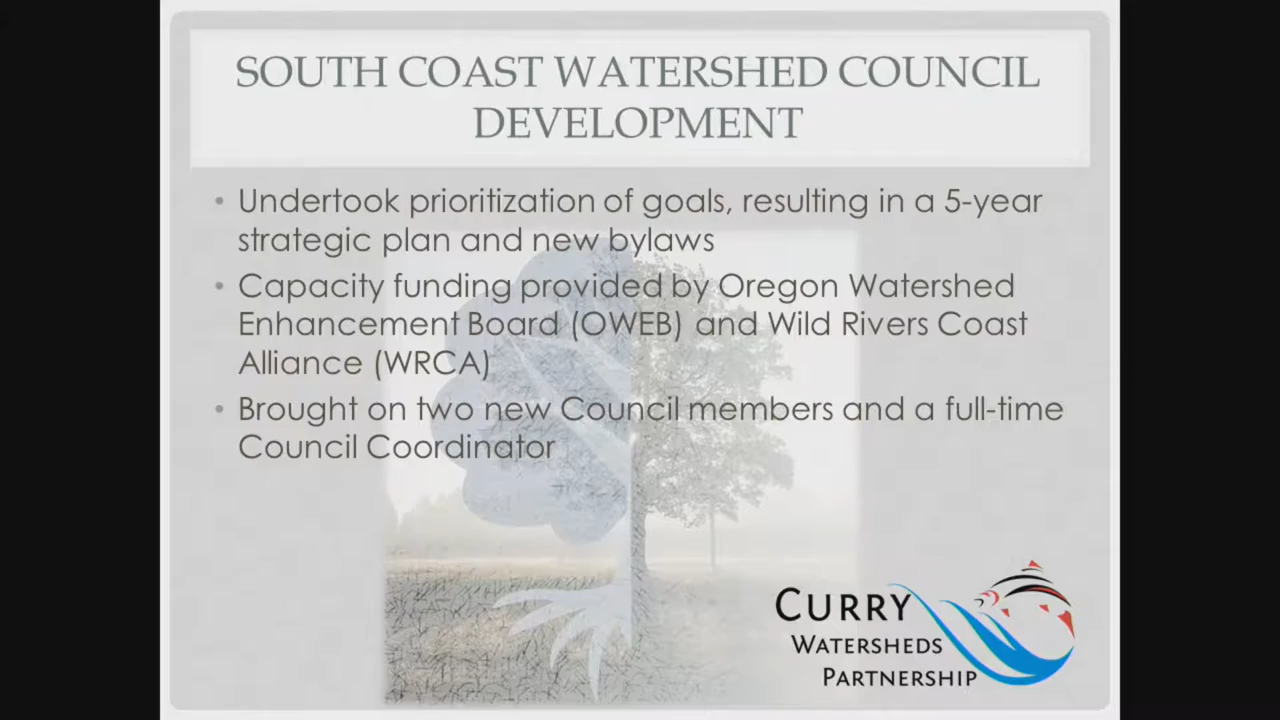 SOUTH COAST WATERSHED COUNCIL
DEVELOPMENT
• Undertook prioritization of goals, resulting in a 5-year
strategic plan and new bylaws
• Capacity funding provided by Oregon Watershed
Enhancement Board (OWEB) and Wild Rivers Coast
Alliance (WRCA)
• Brought on two new Council members and a full-time
Council Coordinator
CURRY
WATERSHEDS
PARTNERSHIP